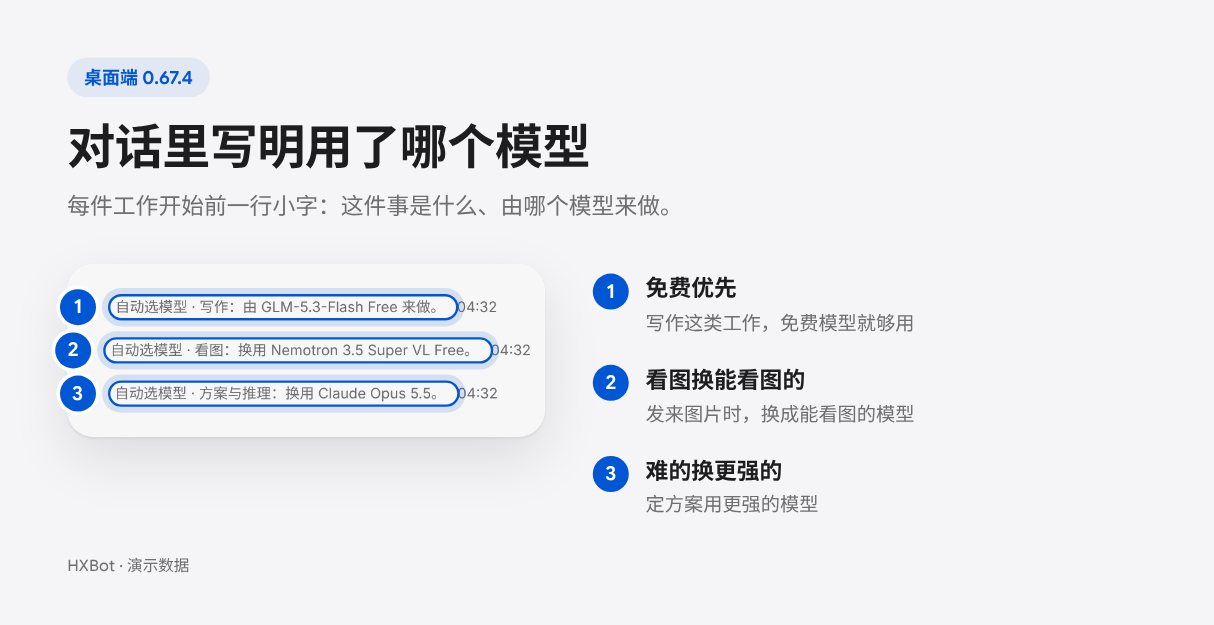 桌面端 0.67.4
对话里写明用了哪个模型
每件工作开始前一行小字：这件事是什么、由哪个模型来做。
1 自动选模型 · 写作：由 GLM-5.3-Flash Free 来做。 04:32
2 自动选模型 · 看图：换用 Nemotron 3.5 Super VL Free。 04:32
3 自动选模型 · 方案与推理：换用 Claude Opus 5.5。 04:32
1 免费优先
写作这类工作，免费模型就够用
2 看图换能看图的
发来图片时，换成能看图的模型
3 难的换更强的
定方案用更强的模型
HXBot · 演示数据